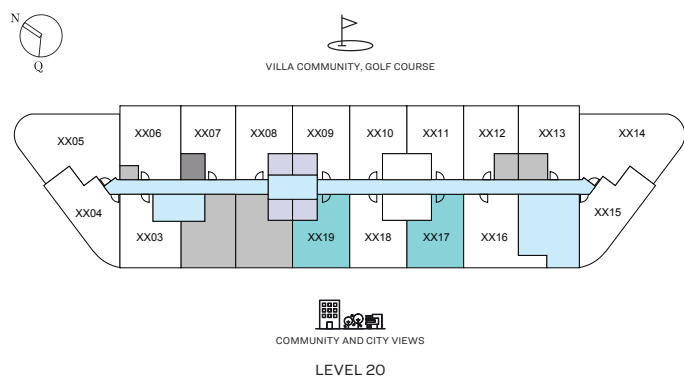 N
Q
VILLA COMMUNITY, GOLF COURSE
XX05 XX06 XX07 XX08 XX09 XX10 XX11 XX12 XX13 XX14
XX04 XX03 XX19 XX18 XX17 XX16 XX15
COMMUNITY AND CITY VIEWS
LEVEL 20